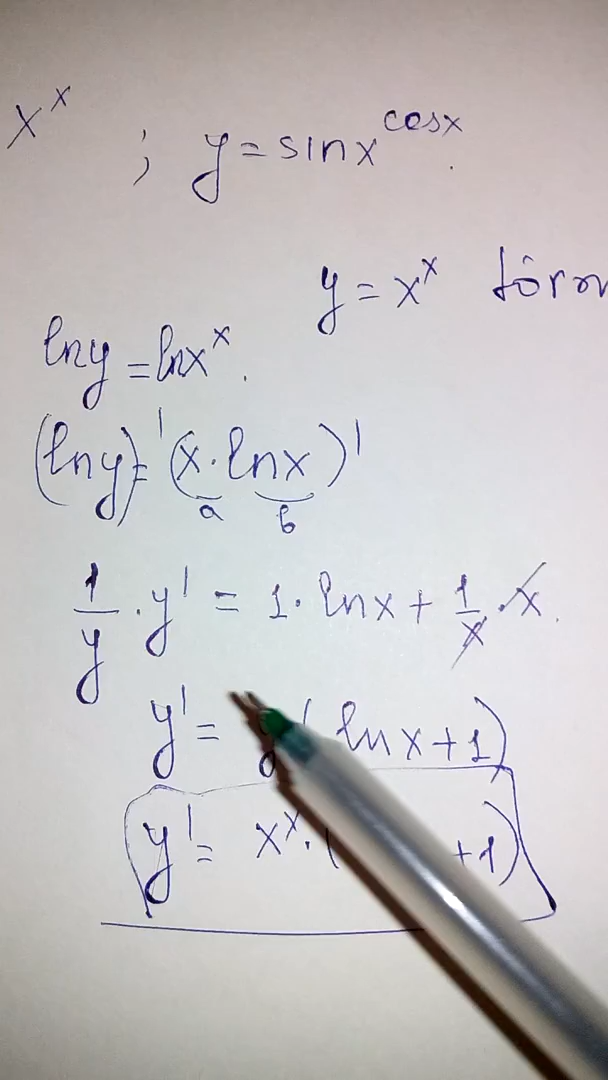 x^x ; y = sinx^cosx.
y = x^x törə
lny = lnx^x.
(lny)' = (x·lnx)'
a b
1/y · y' = 1·lnx + 1/x · x.
y' = y( lnx+1)
y' = x^x · ( +1)